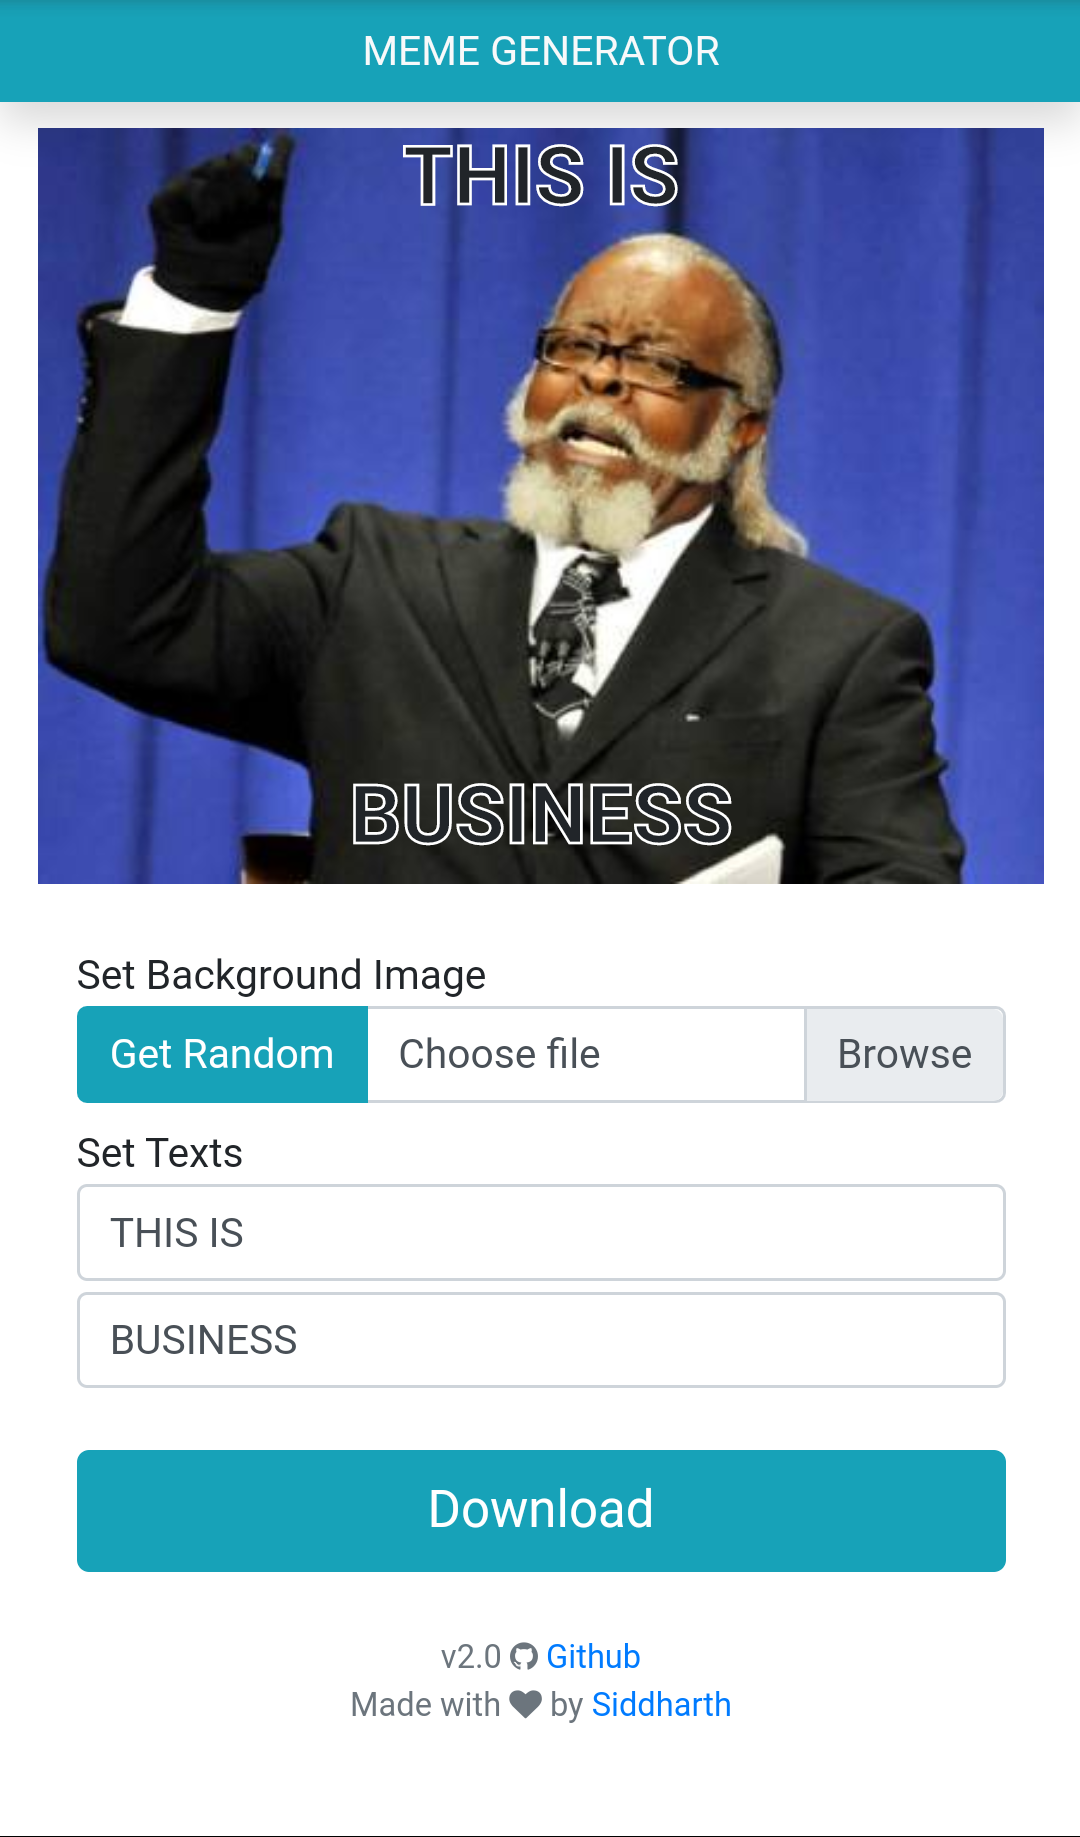 MEME GENERATOR
THIS IS
BUSINESS
Set Background Image
Get Random Choose file Browse
Set Texts
THIS IS
BUSINESS
Download
v2.0 Github
Made with by Siddharth